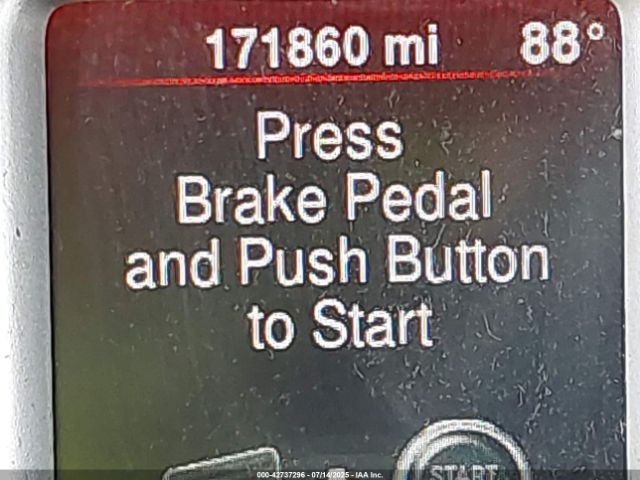 171860 mi 88°
Press
Brake Pedal
and Push Button
to Start
START
000-42737296 - 07/14/2025 - IAA Inc.